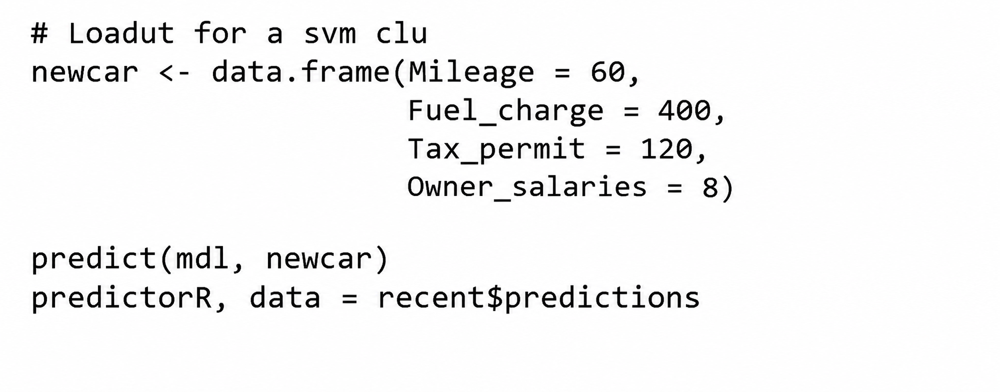 # Loadut for a svm clu
newcar <- data.frame(Mileage = 60,
Fuel_charge = 400,
Tax_permit = 120,
Owner_salaries = 8)
predict(mdl, newcar)
predictorR, data = recent$predictions